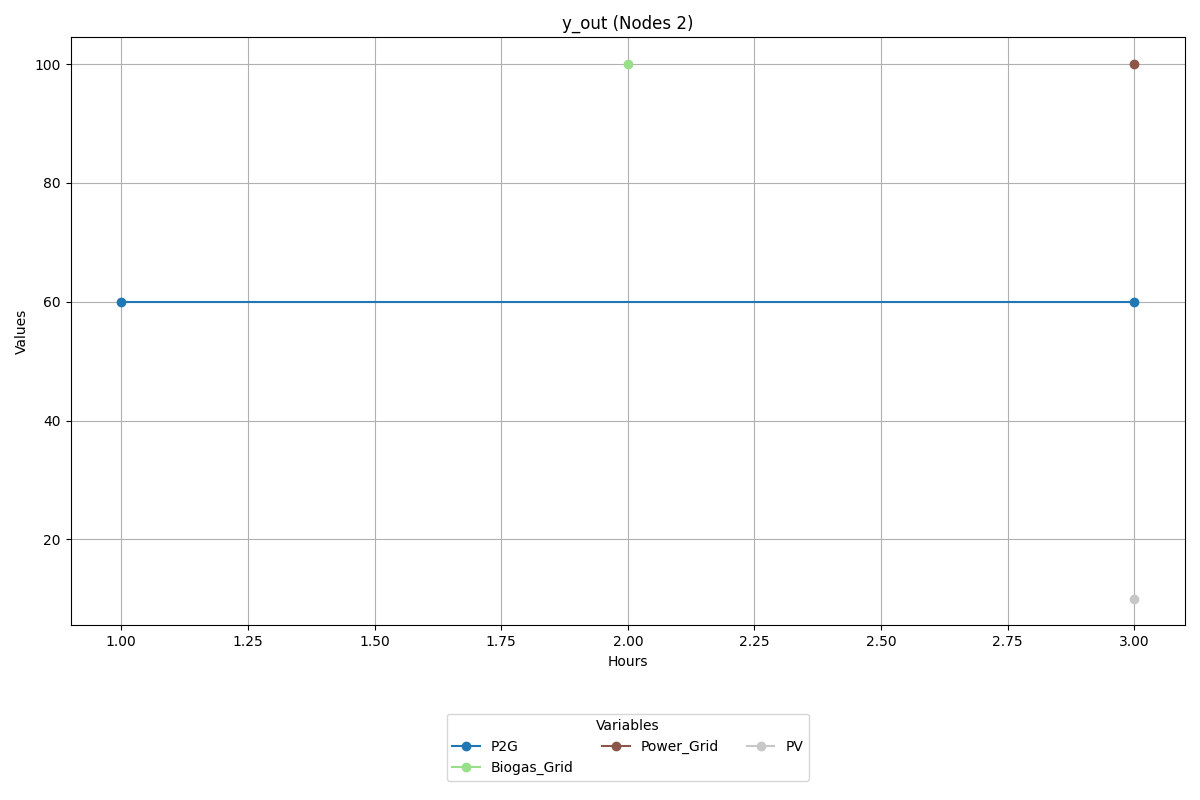 y_out (Nodes 2)
100
80
60
40
20
Values
1.00 1.25 1.50 1.75 2.00 2.25 2.50 2.75 3.00
Hours
Variables
P2G Power_Grid PV
Biogas_Grid